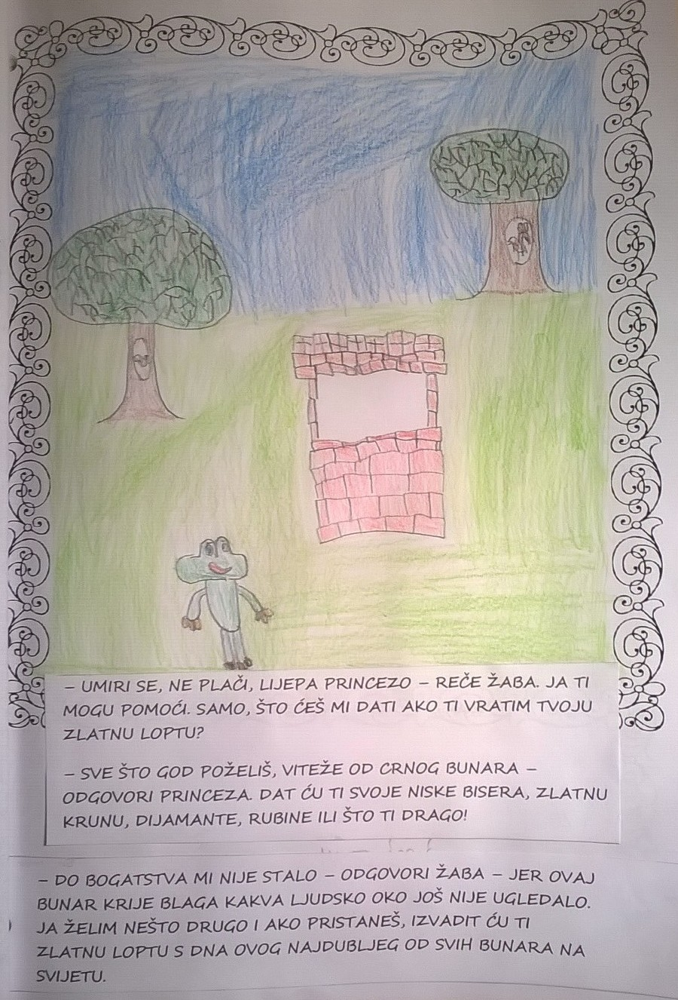 – UMIRI SE, NE PLAČI, LIJEPA PRINCEZO – REČE ŽABA. JA TI
MOGU POMOĆI. SAMO, ŠTO ĆEŠ MI DATI AKO TI VRATIM TVOJU
ZLATNU LOPTU?
– SVE ŠTO GOD POŽELIŠ, VITEŽE OD CRNOG BUNARA –
ODGOVORI PRINCEZA. DAT ĆU TI SVOJE NISKE BISERA, ZLATNU
KRUNU, DIJAMANTE, RUBINE ILI ŠTO TI DRAGO!
– DO BOGATSTVA MI NIJE STALO – ODGOVORI ŽABA – JER OVAJ
BUNAR KRIJE BLAGA KAKVA LJUDSKO OKO JOŠ NIJE UGLEDALO.
JA ŽELIM NEŠTO DRUGO I AKO PRISTANEŠ, IZVADIT ĆU TI
ZLATNU LOPTU S DNA OVOG NAJDUBLJEG OD SVIH BUNARA NA
SVIJETU.